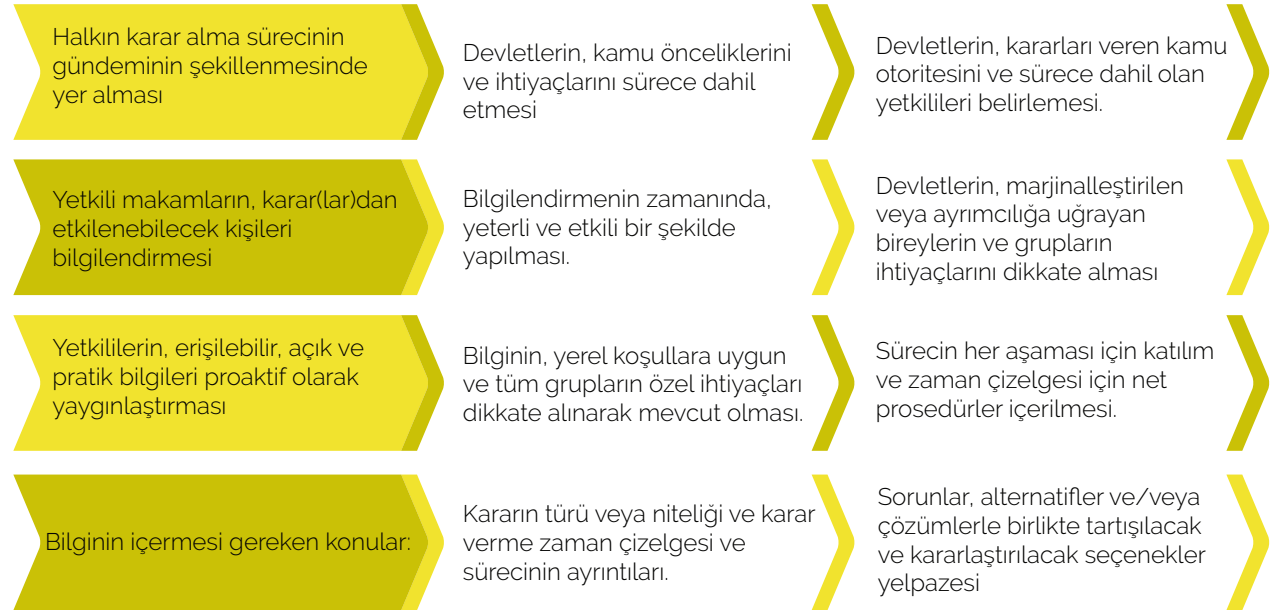 Halkın karar alma sürecinin
gündeminin şekillenmesinde
yer alması
Devletlerin, kamu önceliklerini
ve ihtiyaçlarını sürece dahil
etmesi
Devletlerin, kararları veren kamu
otoritesini ve sürece dahil olan
yetkilileri belirlemesi.
Yetkili makamların, karar(lar)dan
etkilenebilecek kişileri
bilgilendirmesi
Bilgilendirmenin zamanında,
yeterli ve etkili bir şekilde
yapılması.
Devletlerin, marjinalleştirilen
veya ayrımcılığa uğrayan
bireylerin ve grupların
ihtiyaçlarını dikkate alması
Yetkililerin, erişilebilir, açık ve
pratik bilgileri proaktif olarak
yaygınlaştırması
Bilginin, yerel koşullara uygun
ve tüm grupların özel ihtiyaçları
dikkate alınarak mevcut olması.
Sürecin her aşaması için katılım
ve zaman çizelgesi için net
prosedürler içerilmesi.
Bilginin içermesi gereken konular:
Kararın türü veya niteliği ve karar
verme zaman çizelgesi ve
sürecinin ayrıntıları.
Sorunlar, alternatifler ve/veya
çözümlerle birlikte tartışılacak
ve kararlaştırılacak seçenekler
yelpazesi